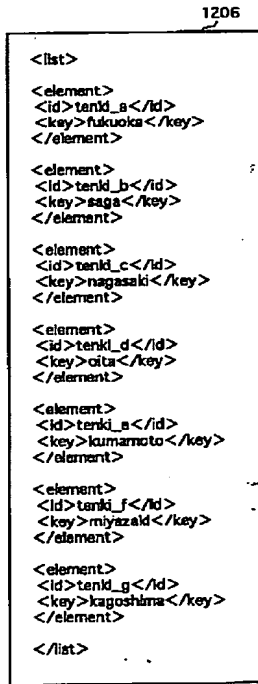 1206
<list>
<element>
<id>tenki_a</id>
<key>fukuoka</key>
</element>
<element>
<id>tenki_b</id>
<key>saga</key>
</element>
<element>
<id>tenki_c</id>
<key>nagasaki</key>
</element>
<element>
<id>tenki_d</id>
<key>oita</key>
</element>
<element>
<id>tenki_e</id>
<key>kumamoto</key>
</element>
<element>
<id>tenki_f</id>
<key>miyazaki</key>
</element>
<element>
<id>tenki_g</id>
<key>kagoshima</key>
</element>
</list>